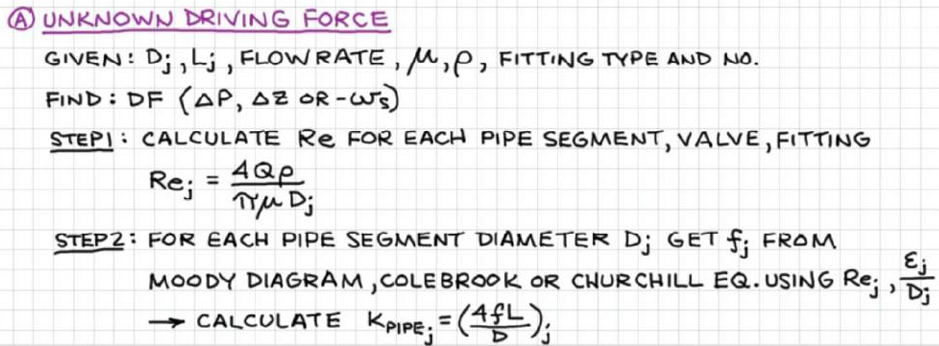 Ⓐ UNKNOWN DRIVING FORCE
GIVEN: Dj, Lj, FLOWRATE, μ, ρ, FITTING TYPE AND NO.
FIND: DF (ΔP, ΔZ OR -ωs)
STEP1: CALCULATE Re FOR EACH PIPE SEGMENT, VALVE, FITTING
Rej = 4Qρ / πμDj
STEP2: FOR EACH PIPE SEGMENT DIAMETER Dj GET fj FROM
MOODY DIAGRAM, COLEBROOK OR CHURCHILL EQ. USING Rej, εj/Dj
→ CALCULATE KPIPEj = (4fL/D)j